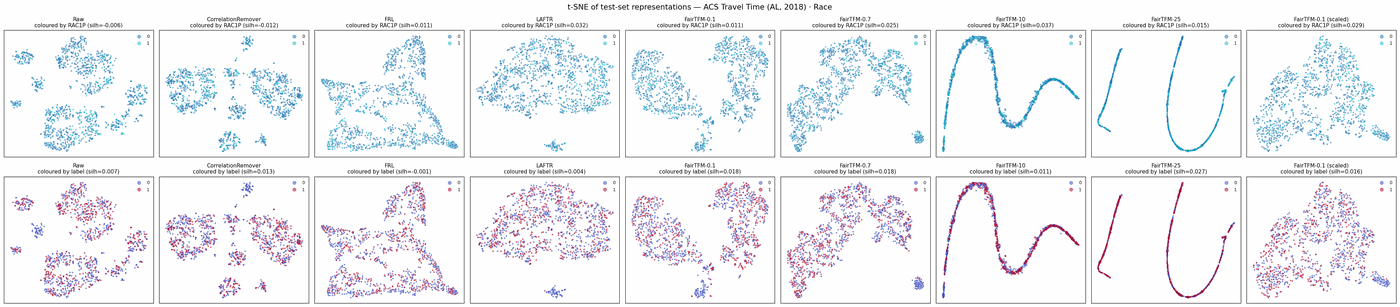 t-SNE of test-set representations — ACS Travel Time (AL, 2018) · Race
Raw
coloured by RAC1P (silh=-0.006)
0
1
CorrelationRemover
coloured by RAC1P (silh=-0.012)
0
1
FRL
coloured by RAC1P (silh=0.011)
0
1
LAFTR
coloured by RAC1P (silh=0.032)
0
1
FairTFM-0.1
coloured by RAC1P (silh=0.011)
0
1
FairTFM-0.7
coloured by RAC1P (silh=0.025)
0
1
FairTFM-10
coloured by RAC1P (silh=0.037)
0
1
FairTFM-25
coloured by RAC1P (silh=0.015)
0
1
FairTFM-0.1 (scaled)
coloured by RAC1P (silh=0.029)
0
1
Raw
coloured by label (silh=0.007)
0
1
CorrelationRemover
coloured by label (silh=0.013)
0
1
FRL
coloured by label (silh=-0.001)
0
1
LAFTR
coloured by label (silh=0.004)
0
1
FairTFM-0.1
coloured by label (silh=0.018)
0
1
FairTFM-0.7
coloured by label (silh=0.018)
0
1
FairTFM-10
coloured by label (silh=0.011)
0
1
FairTFM-25
coloured by label (silh=0.027)
0
1
FairTFM-0.1 (scaled)
coloured by label (silh=0.016)
0
1